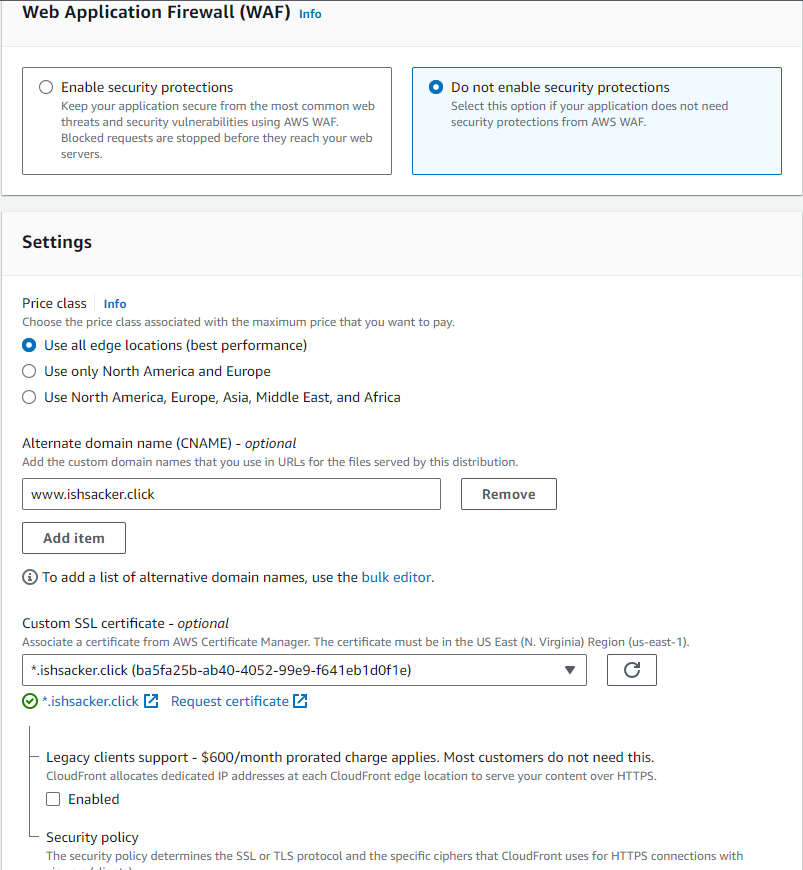 Web Application Firewall (WAF) Info
Enable security protections
Keep your application secure from the most common web
threats and security vulnerabilities using AWS WAF.
Blocked requests are stopped before they reach your web
servers.
Do not enable security protections
Select this option if your application does not need
security protections from AWS WAF.
Settings
Price class Info
Choose the price class associated with the maximum price that you want to pay.
Use all edge locations (best performance)
Use only North America and Europe
Use North America, Europe, Asia, Middle East, and Africa
Alternate domain name (CNAME) - optional
Add the custom domain names that you use in URLs for the files served by this distribution.
www.ishsacker.click
Remove
Add item
To add a list of alternative domain names, use the bulk editor.
Custom SSL certificate - optional
Associate a certificate from AWS Certificate Manager. The certificate must be in the US East (N. Virginia) Region (us-east-1).
*.ishsacker.click (ba5fa25b-ab40-4052-99e9-f641eb1d0f1e)
*.ishsacker.click Request certificate
Legacy clients support - $600/month prorated charge applies. Most customers do not need this.
CloudFront allocates dedicated IP addresses at each CloudFront edge location to serve your content over HTTPS.
Enabled
Security policy
The security policy determines the SSL or TLS protocol and the specific ciphers that CloudFront uses for HTTPS connections with